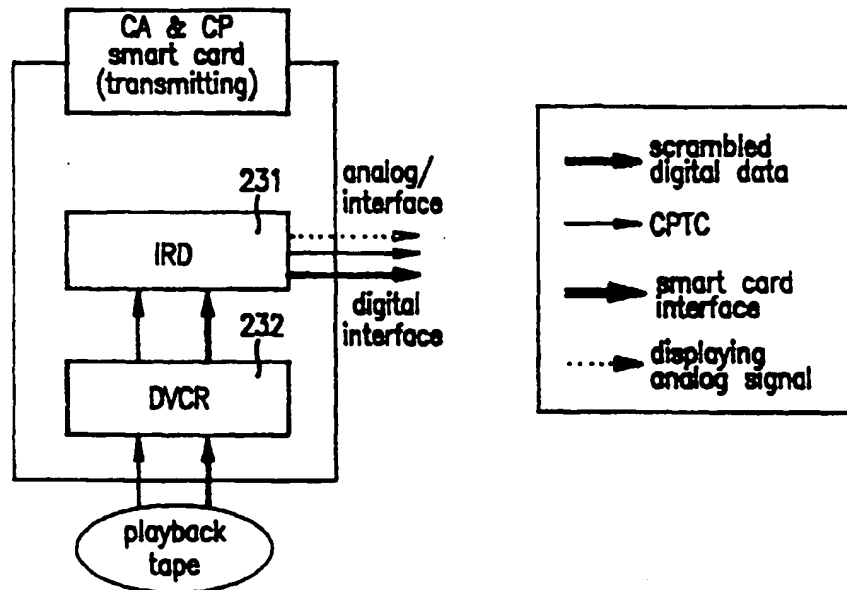 CA & CP
smart card
(transmitting)
231
analog/
interface
IRD
digital
interface
232
DVCR
playback
tape
scrambled
digital data
CPTC
smart card
interface
displaying
analog signal